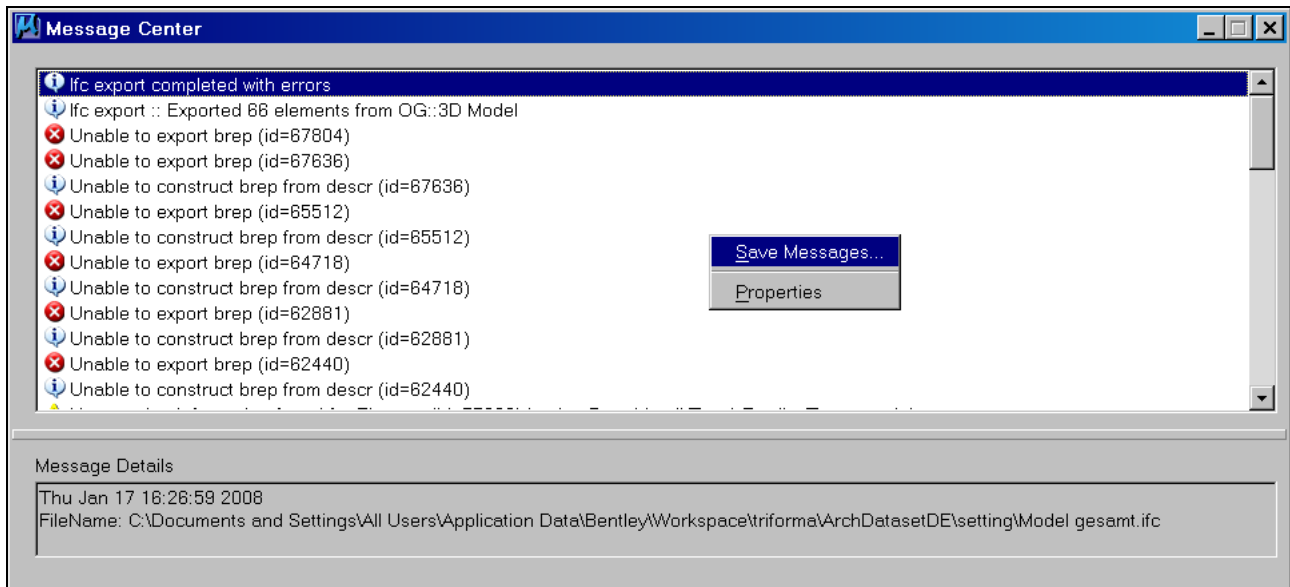 Message Center
Ifc export completed with errors
Ifc export :: Exported 66 elements from OG::3D Model
Unable to export brep (id=67804)
Unable to export brep (id=67636)
Unable to construct brep from descr (id=67636)
Unable to export brep (id=65512)
Unable to construct brep from descr (id=65512)
Unable to export brep (id=64718)
Unable to construct brep from descr (id=64718)
Unable to export brep (id=62881)
Unable to construct brep from descr (id=62881)
Unable to export brep (id=62440)
Unable to construct brep from descr (id=62440)
Save Messages...
Properties
Message Details
Thu Jan 17 16:26:59 2008
FileName: C:\Documents and Settings\All Users\Application Data\Bentley\Workspace\triforma\ArchDatasetDE\setting\Model gesamt.ifc